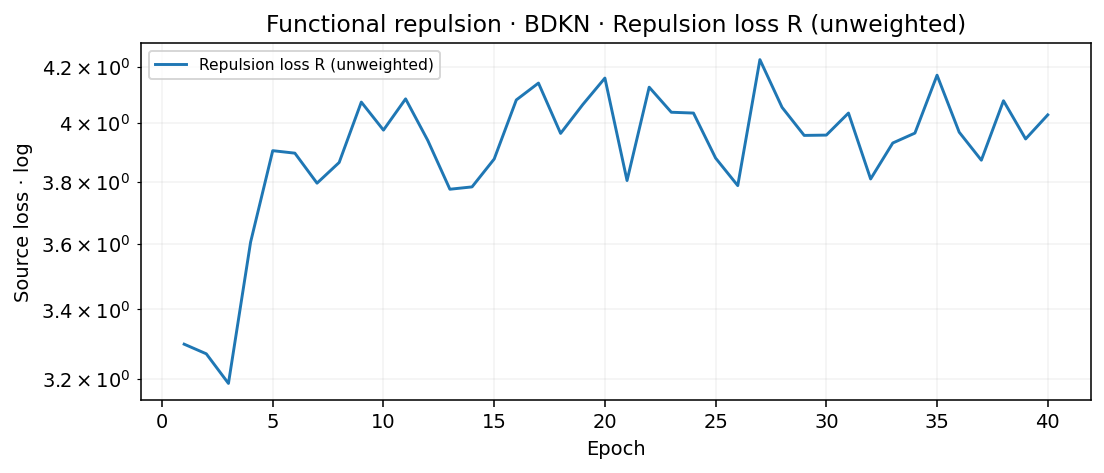 Functional repulsion · BDKN · Repulsion loss R (unweighted)
Repulsion loss R (unweighted)
Source loss · log
4.2 × 10⁰
4 × 10⁰
3.8 × 10⁰
3.6 × 10⁰
3.4 × 10⁰
3.2 × 10⁰
0 5 10 15 20 25 30 35 40
Epoch